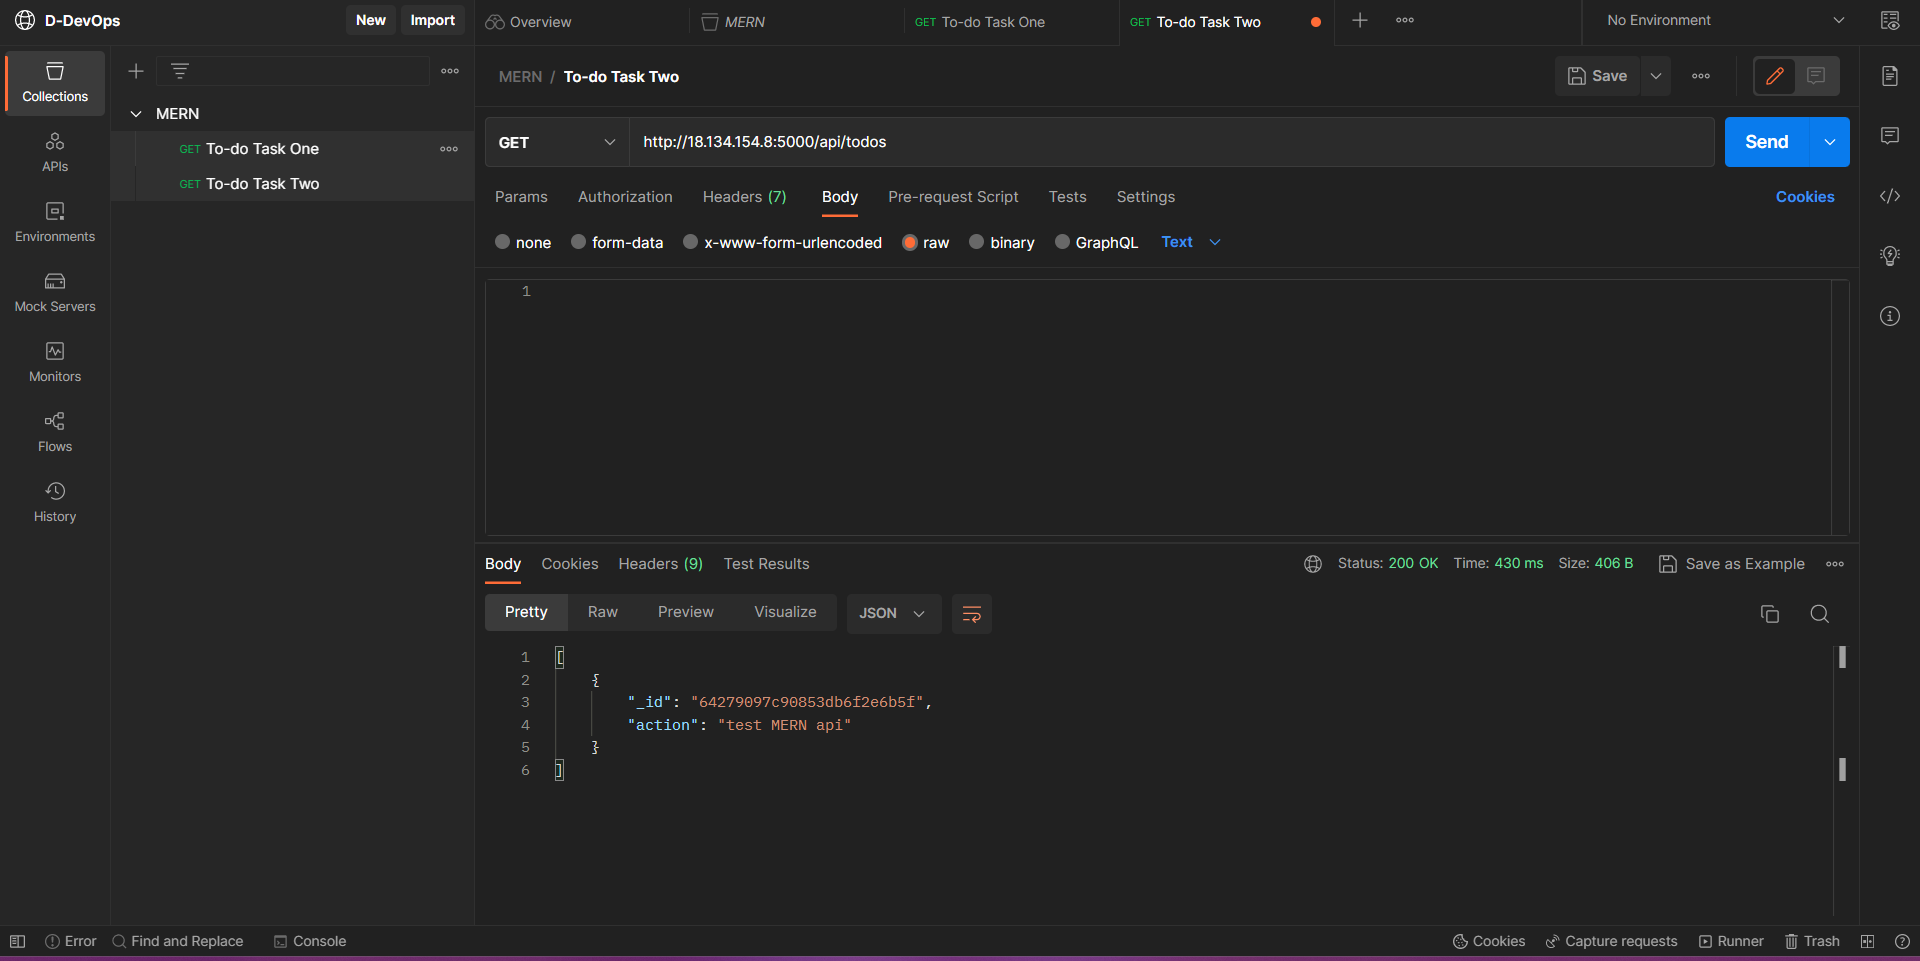 D-DevOps
New Import
Overview
MERN
GET To-do Task One
GET To-do Task Two
No Environment
Collections
APIs
Environments
Mock Servers
Monitors
Flows
History
MERN
GET To-do Task One
GET To-do Task Two
MERN / To-do Task Two
Save
GET
http://18.134.154.8:5000/api/todos
Send
Params Authorization Headers (7) Body Pre-request Script Tests Settings Cookies
none form-data x-www-form-urlencoded raw binary GraphQL Text
1
Body Cookies Headers (9) Test Results Status: 200 OK Time: 430 ms Size: 406 B Save as Example
Pretty Raw Preview Visualize JSON
1 [
2 {
3 "_id": "64279097c90853db6f2e6b5f",
4 "action": "test MERN api"
5 }
6 ]
Error Find and Replace Console Cookies Capture requests Runner Trash